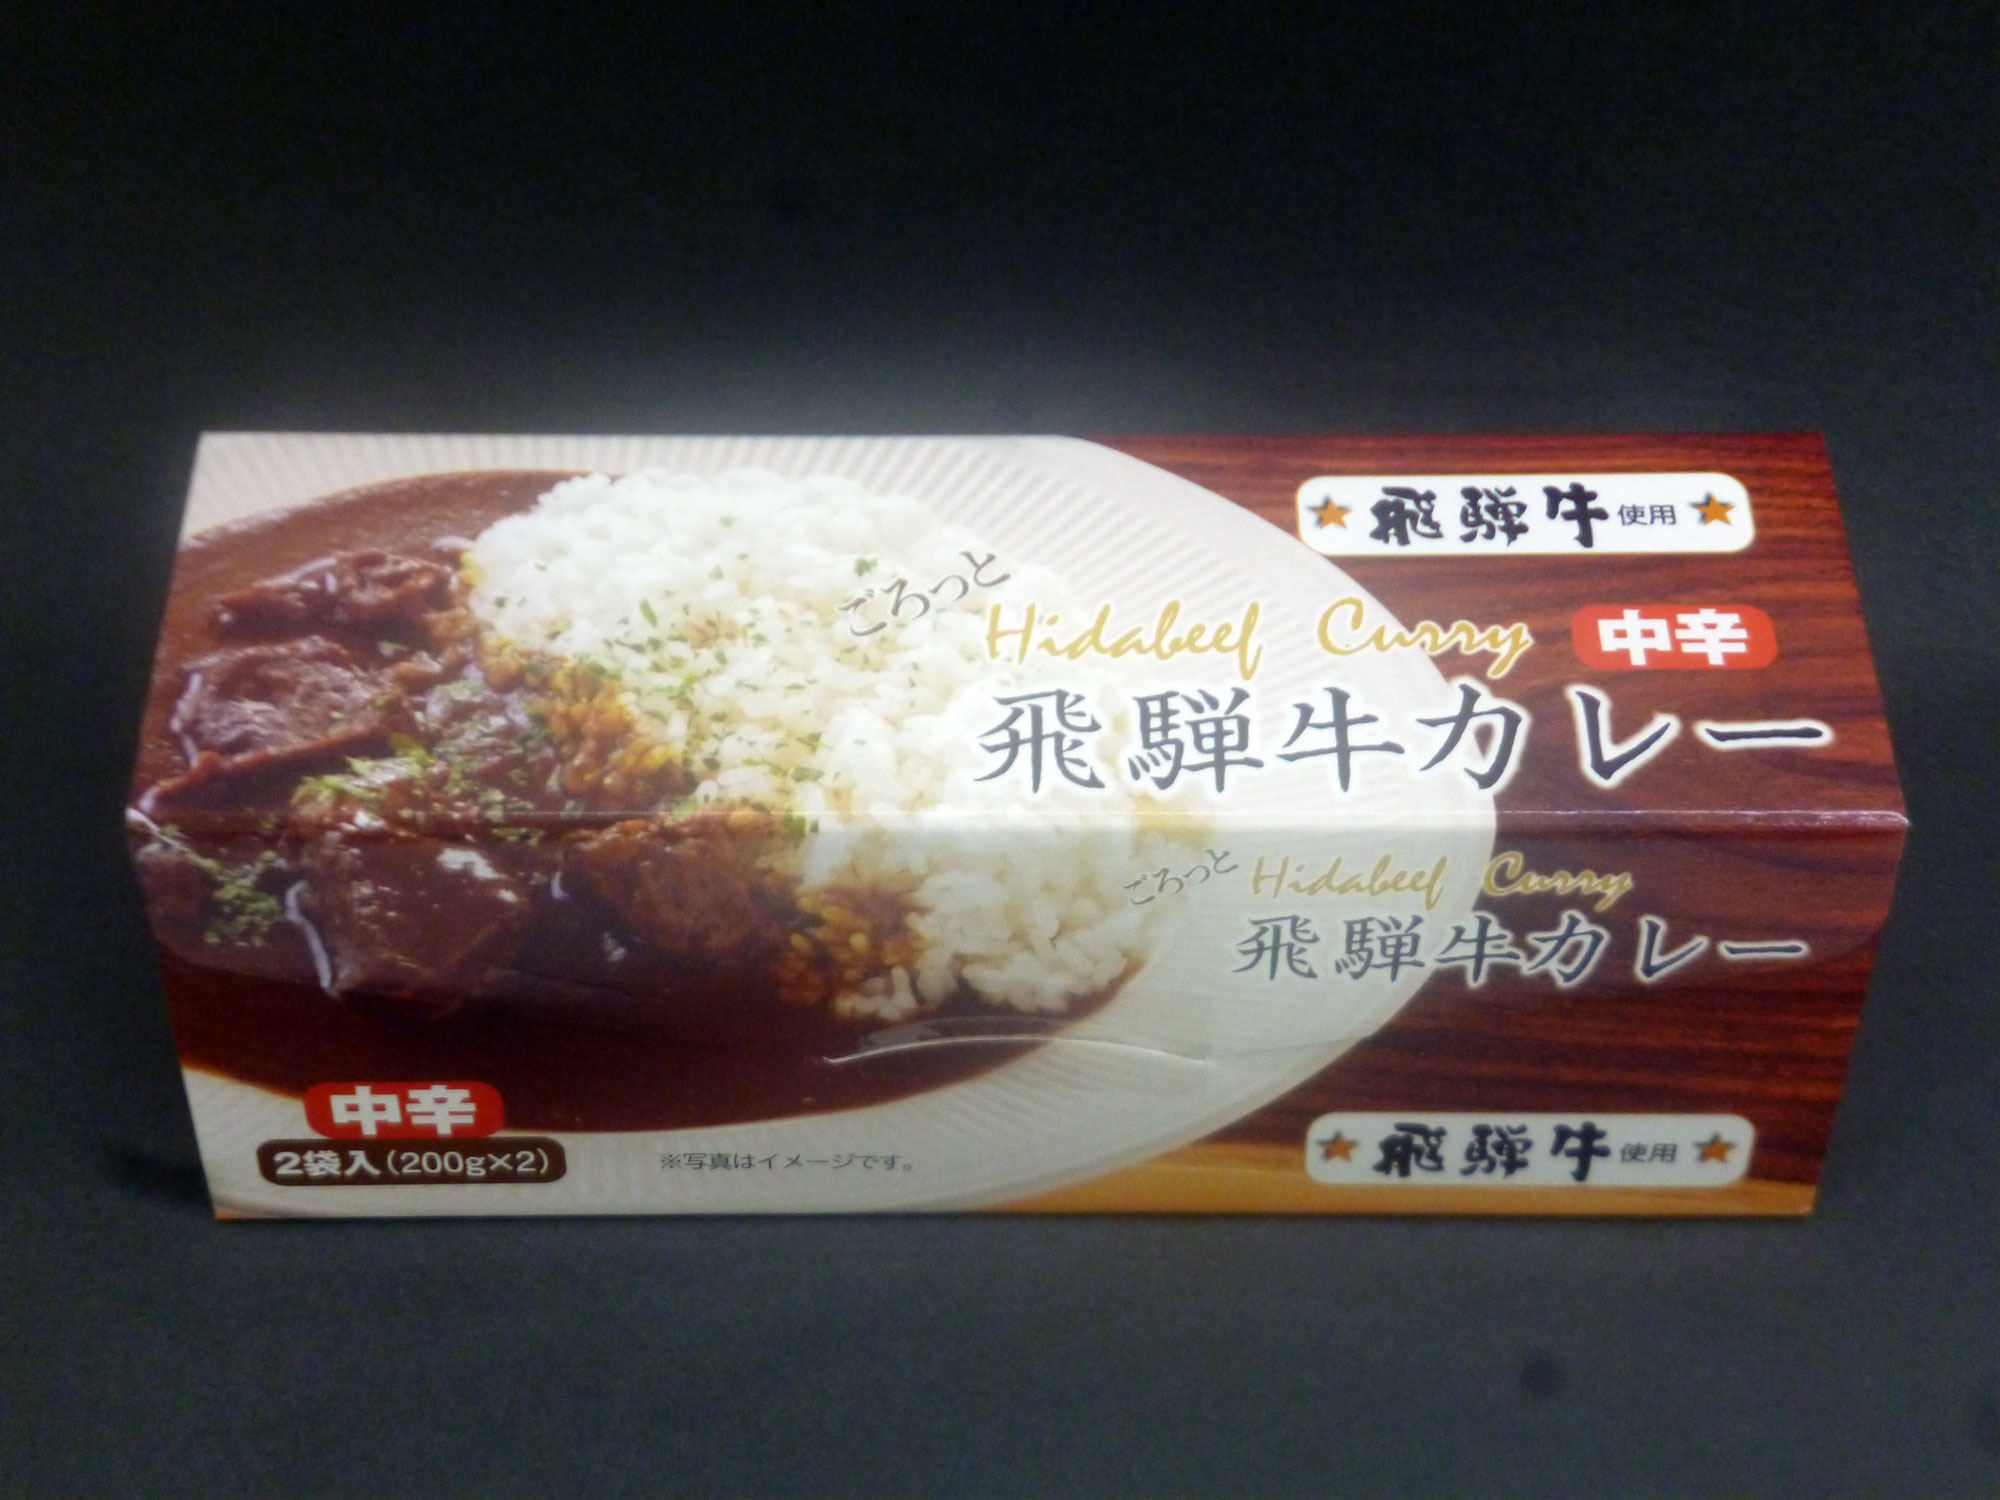 飛騨牛使用
ごろっと
Hidabeef Curry 中辛
飛騨牛カレー
ごろっと
Hidabeef Curry
飛騨牛カレー
中辛
2袋入(200g×2)
※写真はイメージです。
飛騨牛使用